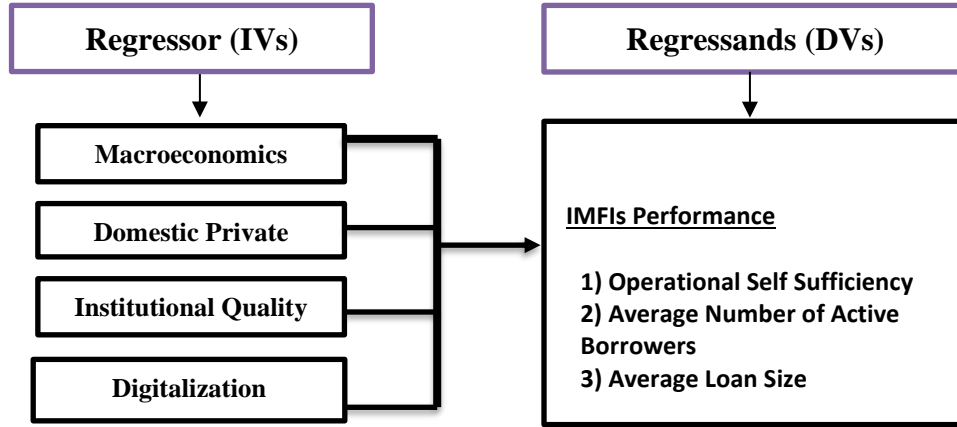 Regressor (IVs)
Regressands (DVs)
Macroeconomics
Domestic Private
Institutional Quality
Digitalization
IMFIs Performance
1) Operational Self Sufficiency
2) Average Number of Active
Borrowers
3) Average Loan Size